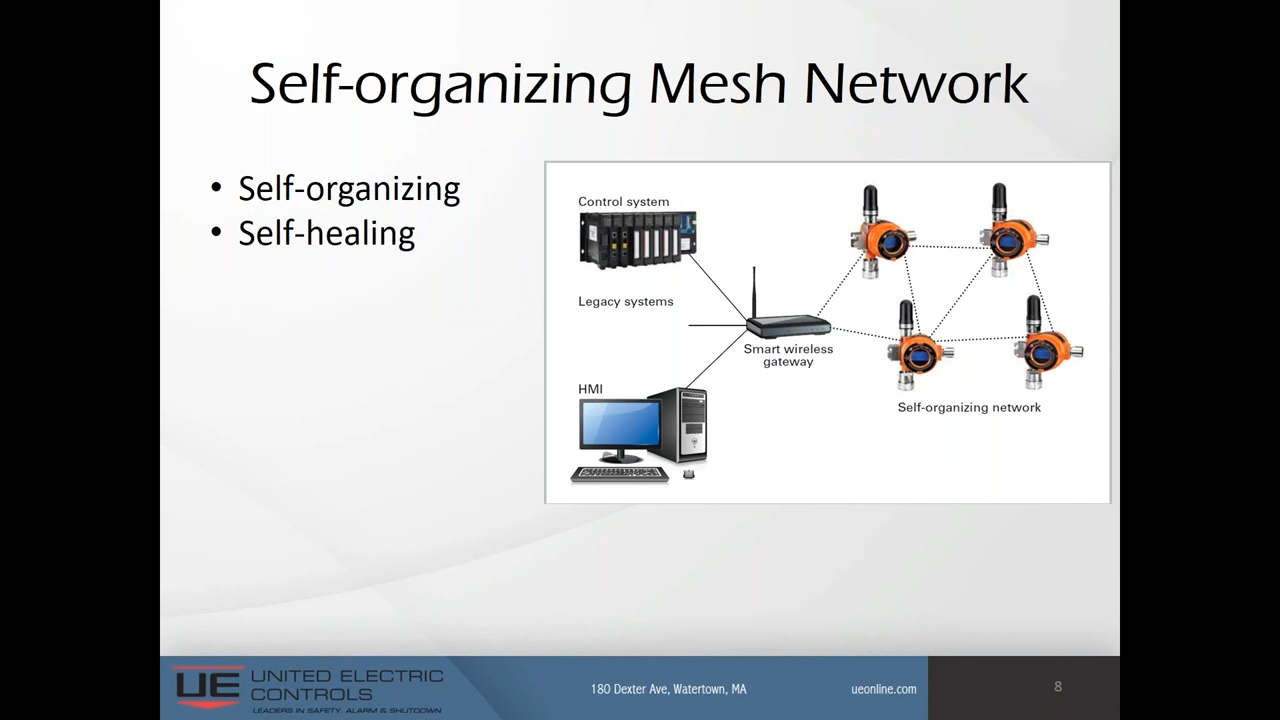 Self-organizing Mesh Network
• Self-organizing
• Self-healing
Control system
Legacy systems
Smart wireless
gateway
HMI
Self-organizing network
UE UNITED ELECTRIC
CONTROLS
LEADERS IN SAFETY, ALARM & SHUTDOWN
180 Dexter Ave, Watertown, MA
ueonline.com
8